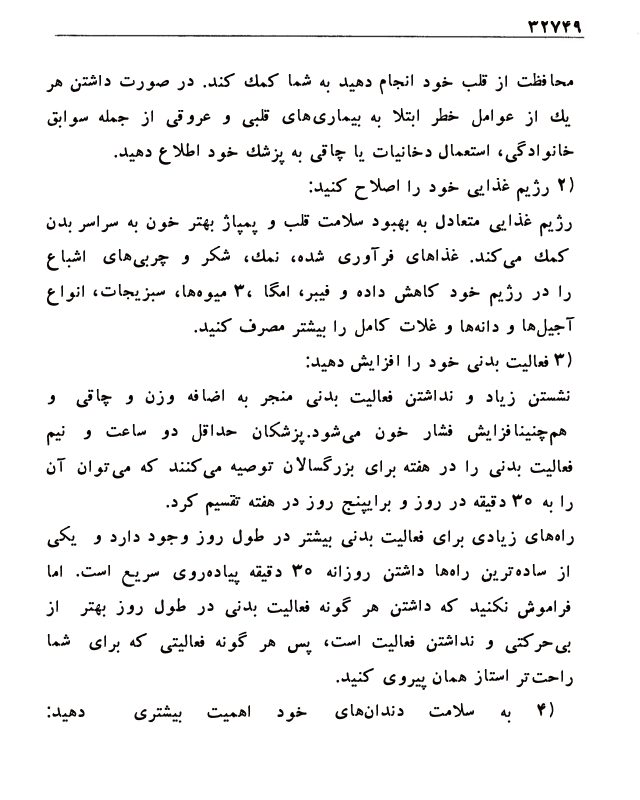 ۳۲۷۴۹
محافظت از قلب خود انجام دهید به شما کمك کند. در صورت داشتن هر
یك از عوامل خطر ابتلا به بیماری‌های قلبی و عروقی از جمله سوابق
خانوادگی، استعمال دخانیات یا چاقی به پزشك خود اطلاع دهید.
۲) رژیم غذایی خود را اصلاح کنید:
رژیم غذایی متعادل به بهبود سلامت قلب و پمپاژ بهتر خون به سراسر بدن
کمك می‌کند. غذاهای فرآوری شده، نمك، شکر و چربی‌های اشباع
را در رژیم خود کاهش داده و فیبر، امگا ۳، میوه‌ها، سبزیجات، انواع
آجیل‌ها و دانه‌ها و غلات کامل را بیشتر مصرف کنید.
۳) فعالیت بدنی خود را افزایش دهید:
نشستن زیاد و نداشتن فعالیت بدنی منجر به اضافه وزن و چاقی و
هم‌چنینافزایش فشار خون می‌شود.پزشکان حداقل دو ساعت و نیم
فعالیت بدنی را در هفته برای بزرگسالان توصیه می‌کنند که می‌توان آن
را به ۳۰ دقیقه در روز و برایپنج روز در هفته تقسیم کرد.
راه‌های زیادی برای فعالیت بدنی بیشتر در طول روز وجود دارد و یکی
از ساده‌ترین راه‌ها داشتن روزانه ۳۰ دقیقه پیاده‌روی سریع است. اما
فراموش نکنید که داشتن هر گونه فعالیت بدنی در طول روز بهتر از
بی‌حرکتی و نداشتن فعالیت است، پس هر گونه فعالیتی که برای شما
راحت‌تر استاز همان پیروی کنید.
۴) به سلامت دندان‌های خود اهمیت بیشتری دهید: